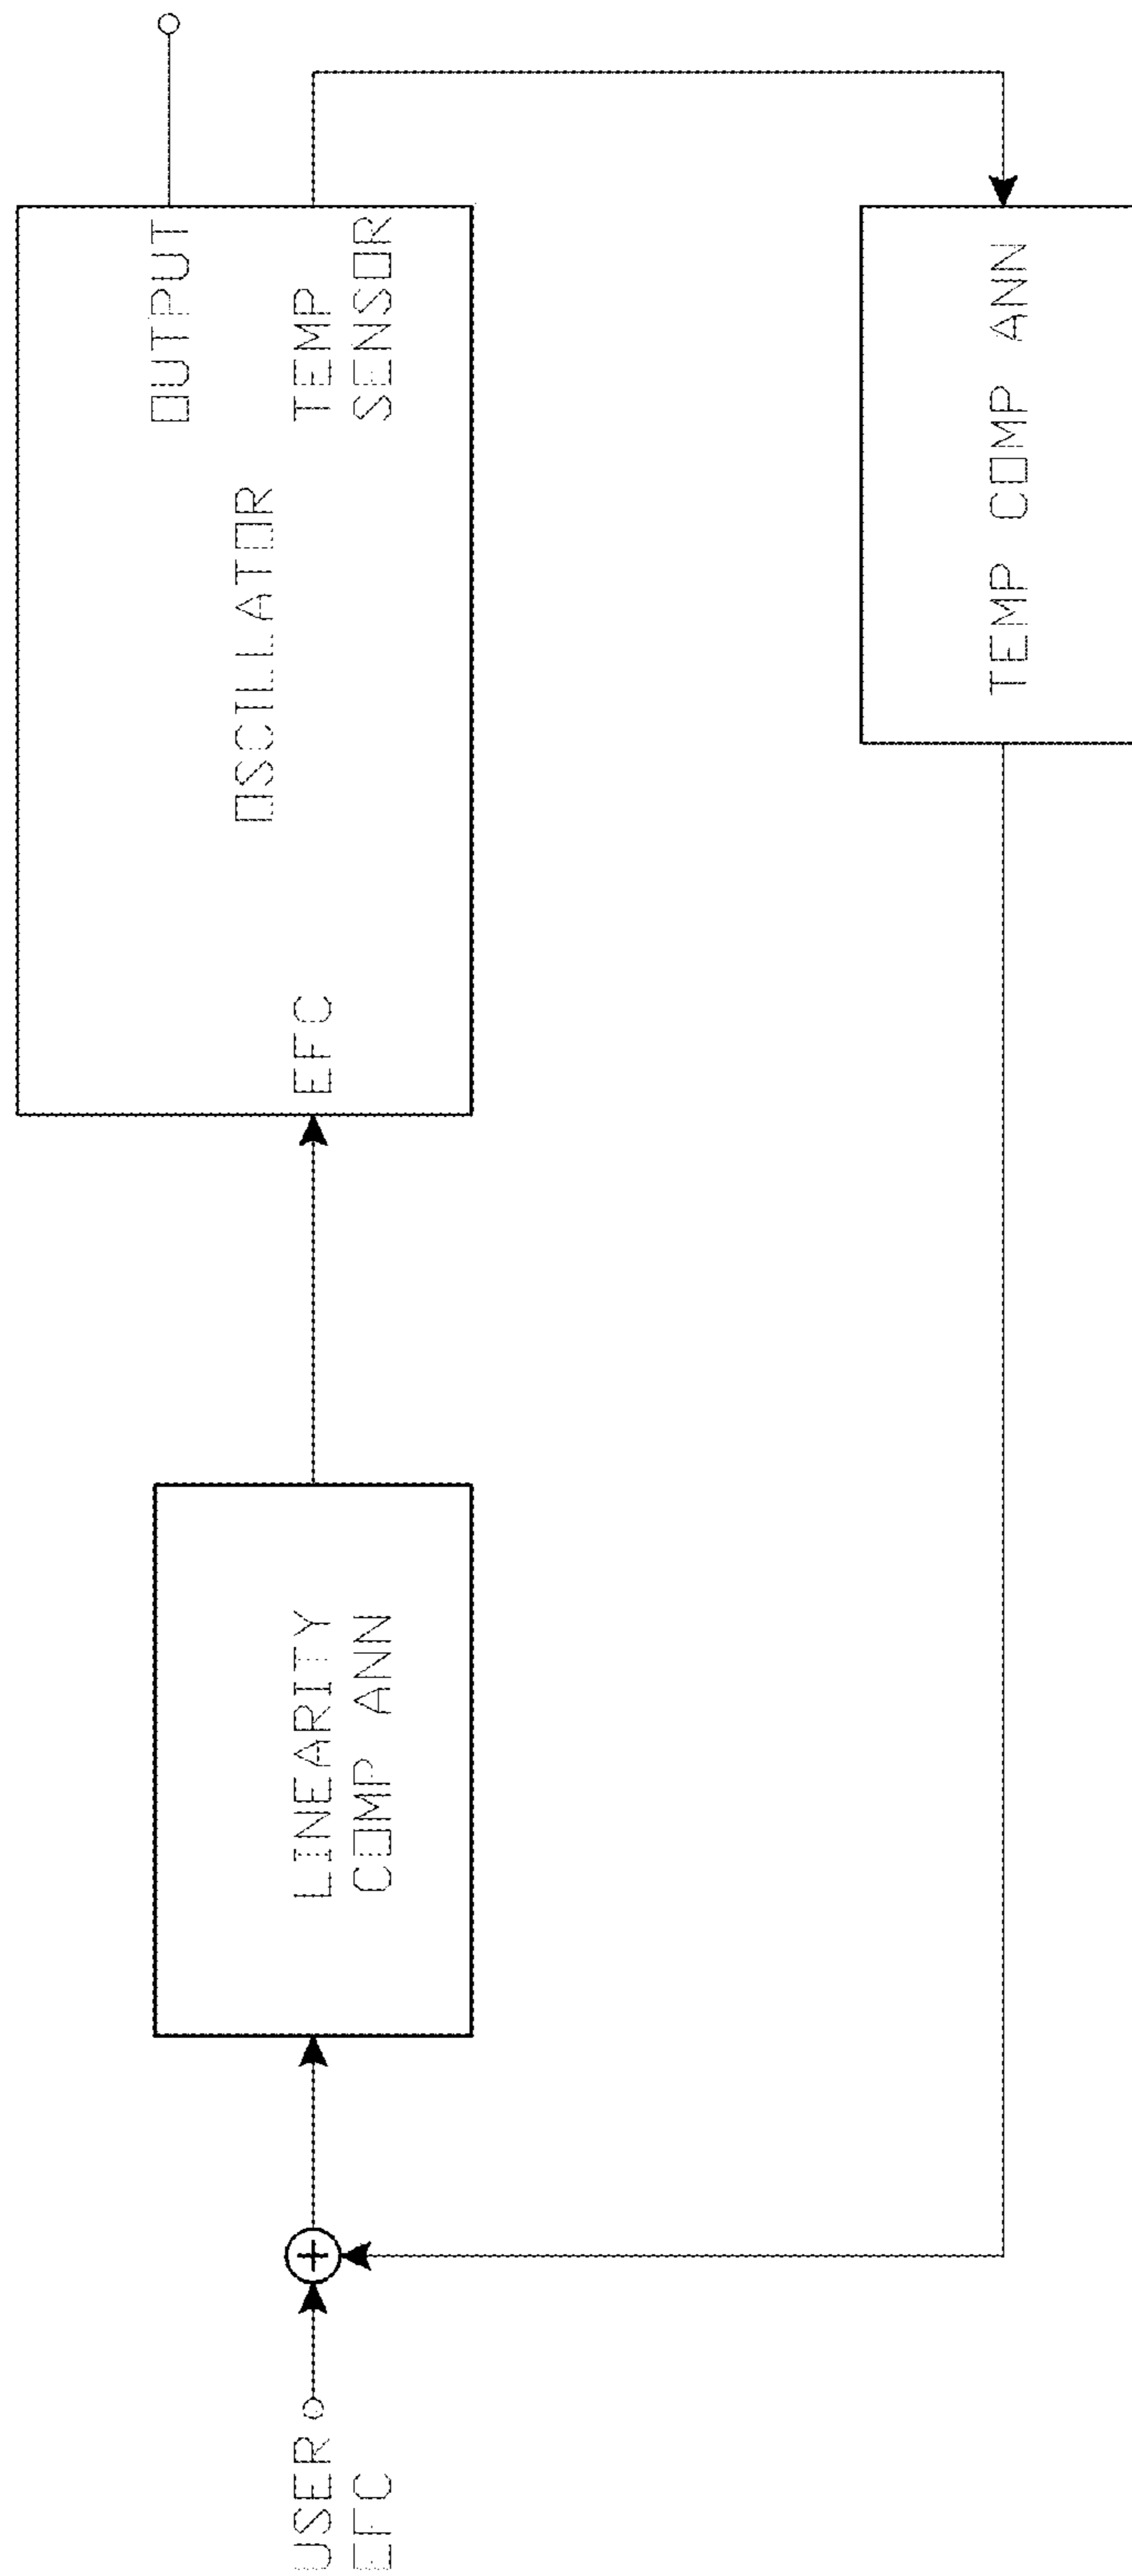 OUTPUT
OSCILLATOR
TEMP
SENSOR
EFC
LINEARITY
COMP ANN
+
USER
EFC
TEMP COMP ANN